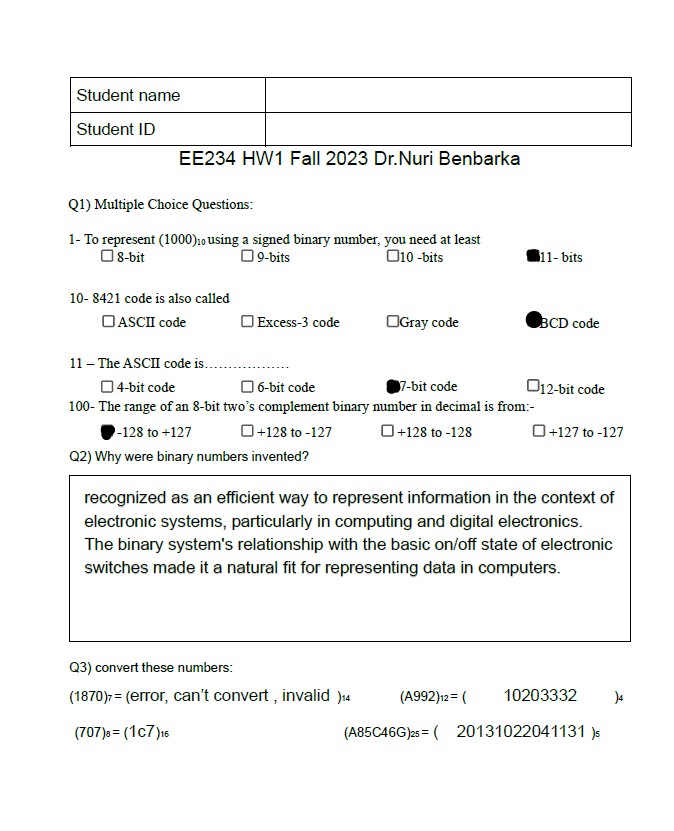 Student name
Student ID
EE234 HW1 Fall 2023 Dr.Nuri Benbarka
Q1) Multiple Choice Questions:
1- To represent (1000)10 using a signed binary number, you need at least
8-bit 9-bits 10 -bits 11- bits
10- 8421 code is also called
ASCII code Excess-3 code Gray code BCD code
11 – The ASCII code is..................
4-bit code 6-bit code 7-bit code 12-bit code
100- The range of an 8-bit two's complement binary number in decimal is from:-
-128 to +127 +128 to -127 +128 to -128 +127 to -127
Q2) Why were binary numbers invented?
recognized as an efficient way to represent information in the context of
electronic systems, particularly in computing and digital electronics.
The binary system's relationship with the basic on/off state of electronic
switches made it a natural fit for representing data in computers.
Q3) convert these numbers:
(1870)7 = (error, can't convert , invalid )14 (A992)12 = ( 10203332 )4
(707)8 = (1c7)16 (A85C46G)25 = ( 20131022041131 )5